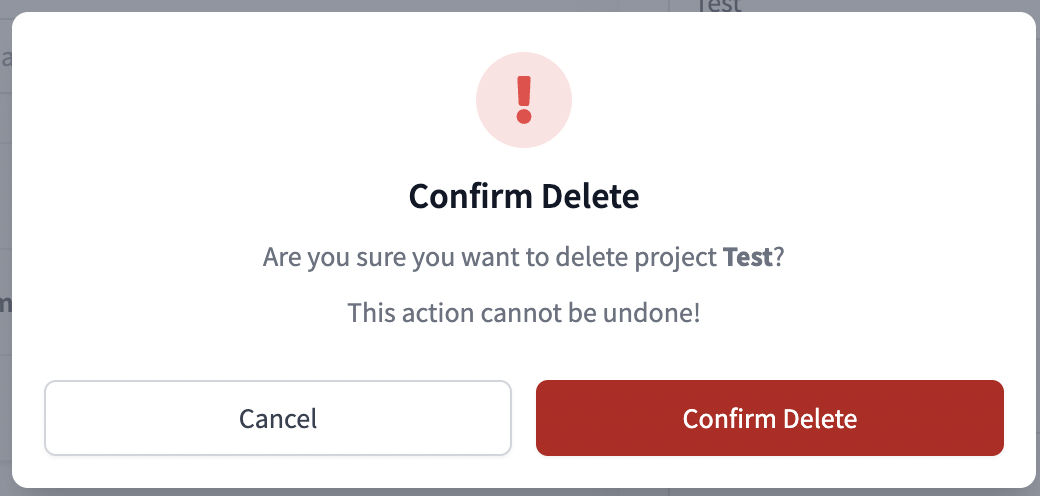 Test
Confirm Delete
Are you sure you want to delete project Test?
This action cannot be undone!
Cancel
Confirm Delete